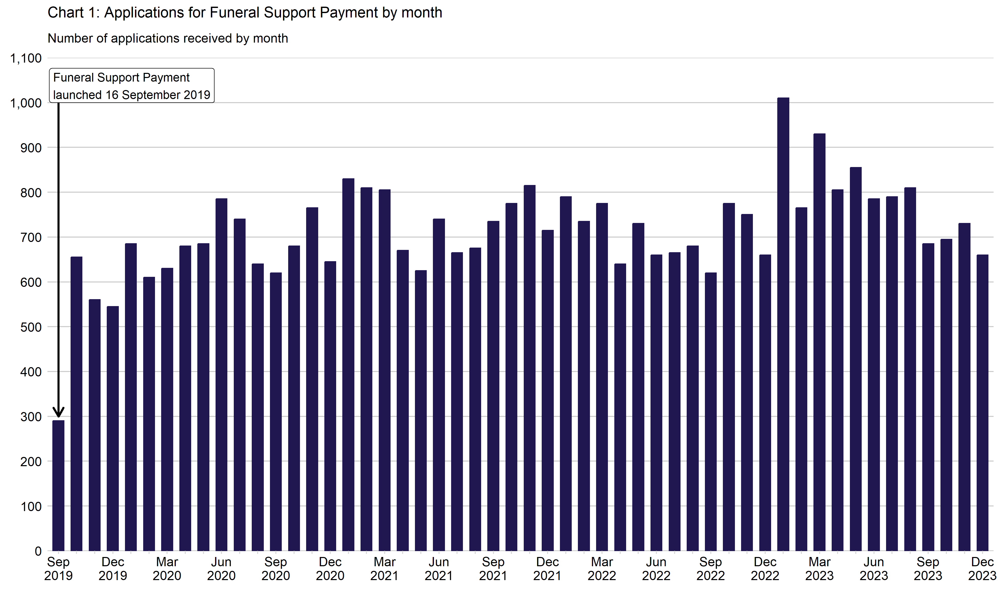 Chart 1: Applications for Funeral Support Payment by month
Number of applications received by month
1,100
Funeral Support Payment
launched 16 September 2019
1,000
900
800
700
600
500
400
300
200
100
0
Sep Dec Mar Jun Sep Dec Mar Jun Sep Dec Mar Jun Sep Dec Mar Jun Sep Dec
2019 2019 2020 2020 2020 2020 2021 2021 2021 2021 2022 2022 2022 2022 2023 2023 2023 2023